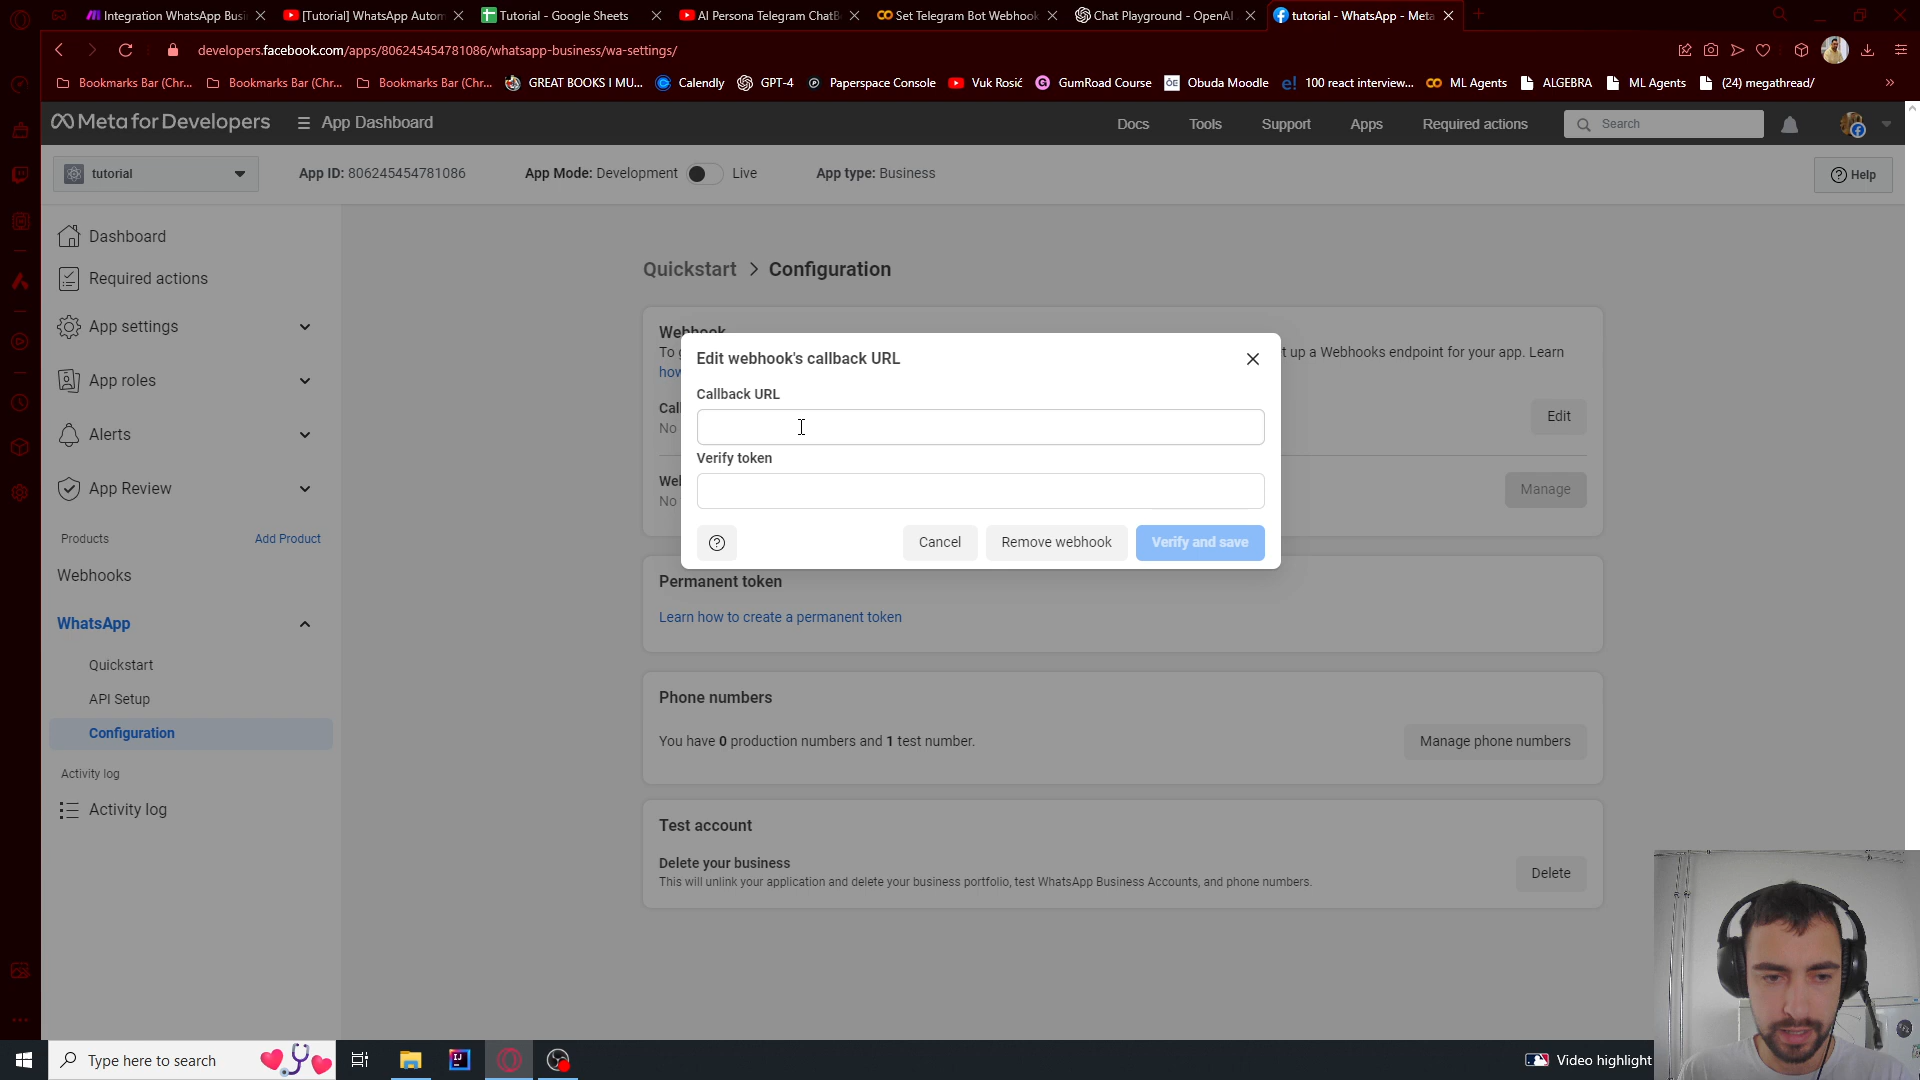 Integration WhatsApp Busi
[Tutorial] WhatsApp Autom
Tutorial - Google Sheets
AI Persona Telegram ChatB
Set Telegram Bot Webhook
Chat Playground - OpenAI
tutorial - WhatsApp - Meta
developers.facebook.com/apps/806245454781086/whatsapp-business/wa-settings/
Bookmarks Bar (Chr...
Bookmarks Bar (Chr...
Bookmarks Bar (Chr...
GREAT BOOKS I MU...
Calendly
GPT-4
Paperspace Console
Vuk Rosić
GumRoad Course
Obuda Moodle
100 react interview...
ML Agents
ALGEBRA
ML Agents
(24) megathread/
Meta for Developers
App Dashboard
Docs
Tools
Support
Apps
Required actions
Search
tutorial
App ID: 806245454781086
App Mode: Development
Live
App type: Business
Help
Dashboard
Required actions
App settings
App roles
Alerts
App Review
Products
Add Product
Webhooks
WhatsApp
Quickstart
API Setup
Configuration
Activity log
Activity log
Quickstart > Configuration
Webhook
t up a Webhooks endpoint for your app. Learn
how
Edit
No
Manage
No
Edit webhook's callback URL
Callback URL
Verify token
Cancel
Remove webhook
Verify and save
Permanent token
Learn how to create a permanent token
Phone numbers
You have 0 production numbers and 1 test number.
Manage phone numbers
Test account
Delete your business
This will unlink your application and delete your business portfolio, test WhatsApp Business Accounts, and phone numbers.
Delete
Type here to search
Video highlight